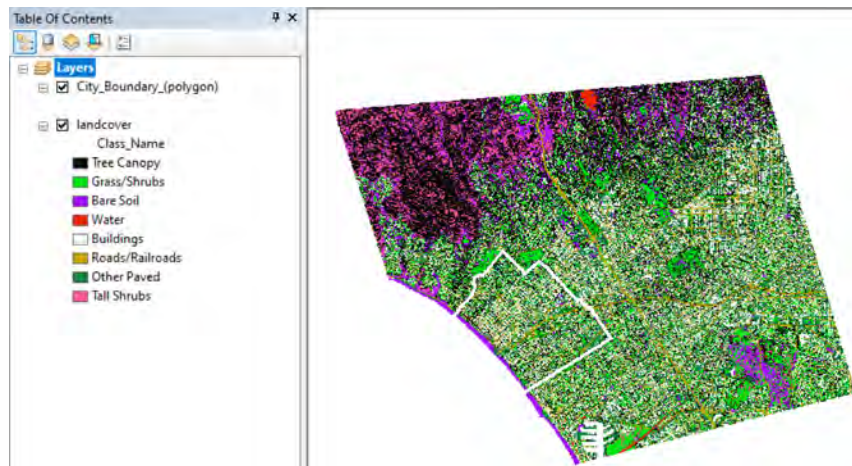 Table Of Contents
Layers
City_Boundary_(polygon)
landcover
Class_Name
Tree Canopy
Grass/Shrubs
Bare Soil
Water
Buildings
Roads/Railroads
Other Paved
Tall Shrubs